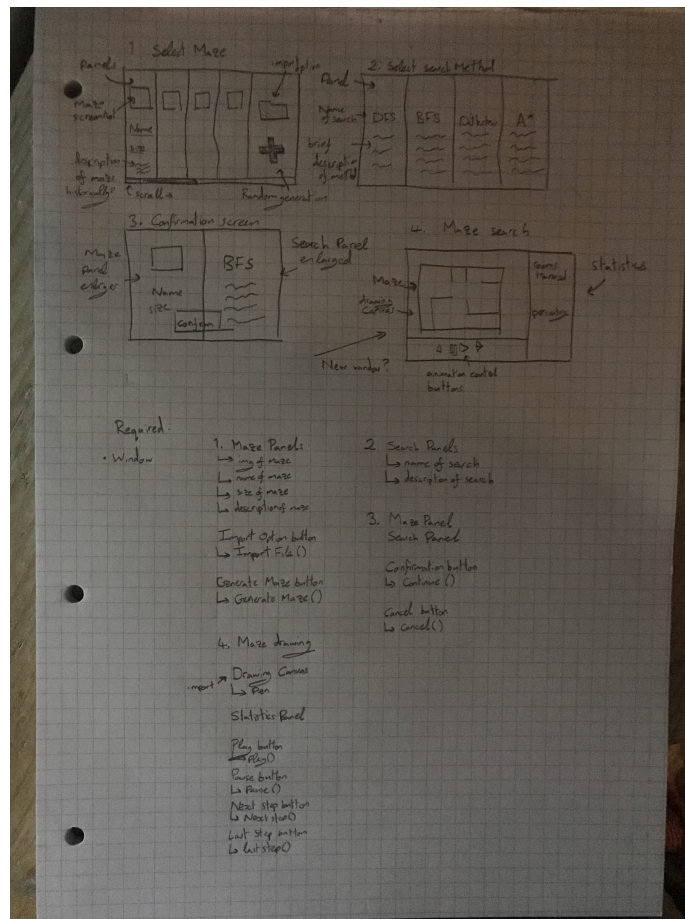 1. Select Maze
Panels
import option
Maze
screenshot
Name
size
description
of maze
historically?
scroll
Random generation
2. Select search Method
Panel
Name
of search
DFS
BFS
Dijkstra
A*
brief
description
of method
3. Confirmation screen
Maze
Panel
enlarged
Name
size
BFS
confirm
Search Panel
enlarged
4. Maze search
Maze
drawing
canvas
statistics
New window?
animation control
buttons
Required:
• Window
1. Maze Panels
↳ img of maze
↳ name of maze
↳ size of maze
↳ description of maze
Import Option button
↳ Import File()
Generate Maze button
↳ Generate Maze()
2 Search Panels
↳ name of search
↳ description of search
3. Maze Panel
Search Panel
Confirmation button
↳ Continue()
Cancel button
↳ Cancel()
4. Maze drawing
import
Drawing Canvas
↳ Pen
Statistics Panel
Play button
↳ Play()
Pause button
↳ Pause()
Next step button
↳ Next step()
Last step button
↳ last step()